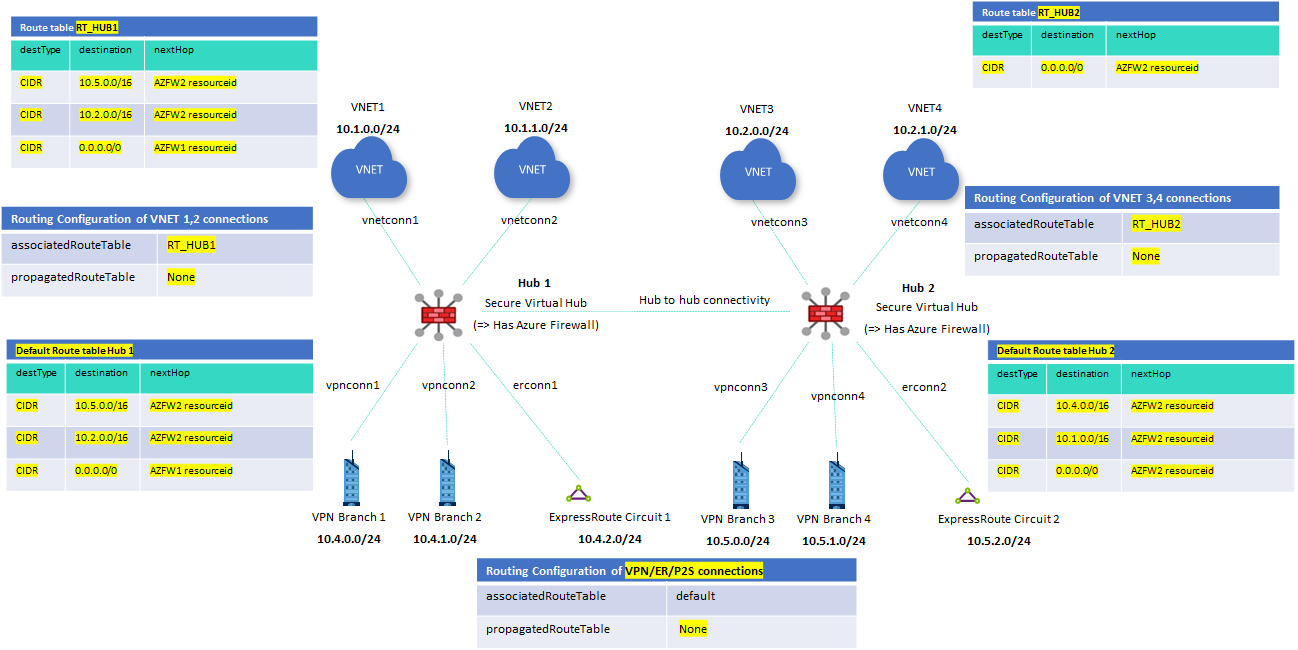 Route table RT_HUB1
destType destination nextHop
CIDR 10.5.0.0/16 AZFW2 resourceid
CIDR 10.2.0.0/16 AZFW2 resourceid
CIDR 0.0.0.0/0 AZFW1 resourceid
Route table RT_HUB2
destType destination nextHop
CIDR 0.0.0.0/0 AZFW2 resourceid
VNET1
10.1.0.0/24
VNET
VNET2
10.1.1.0/24
VNET
VNET3
10.2.0.0/24
VNET
VNET4
10.2.1.0/24
VNET
vnetconn1
vnetconn2
vnetconn3
vnetconn4
Routing Configuration of VNET 1,2 connections
associatedRouteTable RT_HUB1
propagatedRouteTable None
Routing Configuration of VNET 3,4 connections
associatedRouteTable RT_HUB2
propagatedRouteTable None
Hub 1
Secure Virtual Hub
(=> Has Azure Firewall)
Hub to hub connectivity
Hub 2
Secure Virtual Hub
(=> Has Azure Firewall)
Default Route table Hub 1
destType destination nextHop
CIDR 10.5.0.0/16 AZFW2 resourceid
CIDR 10.2.0.0/16 AZFW2 resourceid
CIDR 0.0.0.0/0 AZFW1 resourceid
Default Route table Hub 2
destType destination nextHop
CIDR 10.4.0.0/16 AZFW2 resourceid
CIDR 10.1.0.0/16 AZFW2 resourceid
CIDR 0.0.0.0/0 AZFW2 resourceid
vpnconn1
vpnconn2
erconn1
vpnconn3
vpnconn4
erconn2
VPN Branch 1
10.4.0.0/24
VPN Branch 2
10.4.1.0/24
ExpressRoute Circuit 1
10.4.2.0/24
VPN Branch 3
10.5.0.0/24
VPN Branch 4
10.5.1.0/24
ExpressRoute Circuit 2
10.5.2.0/24
Routing Configuration of VPN/ER/P2S connections
associatedRouteTable default
propagatedRouteTable None